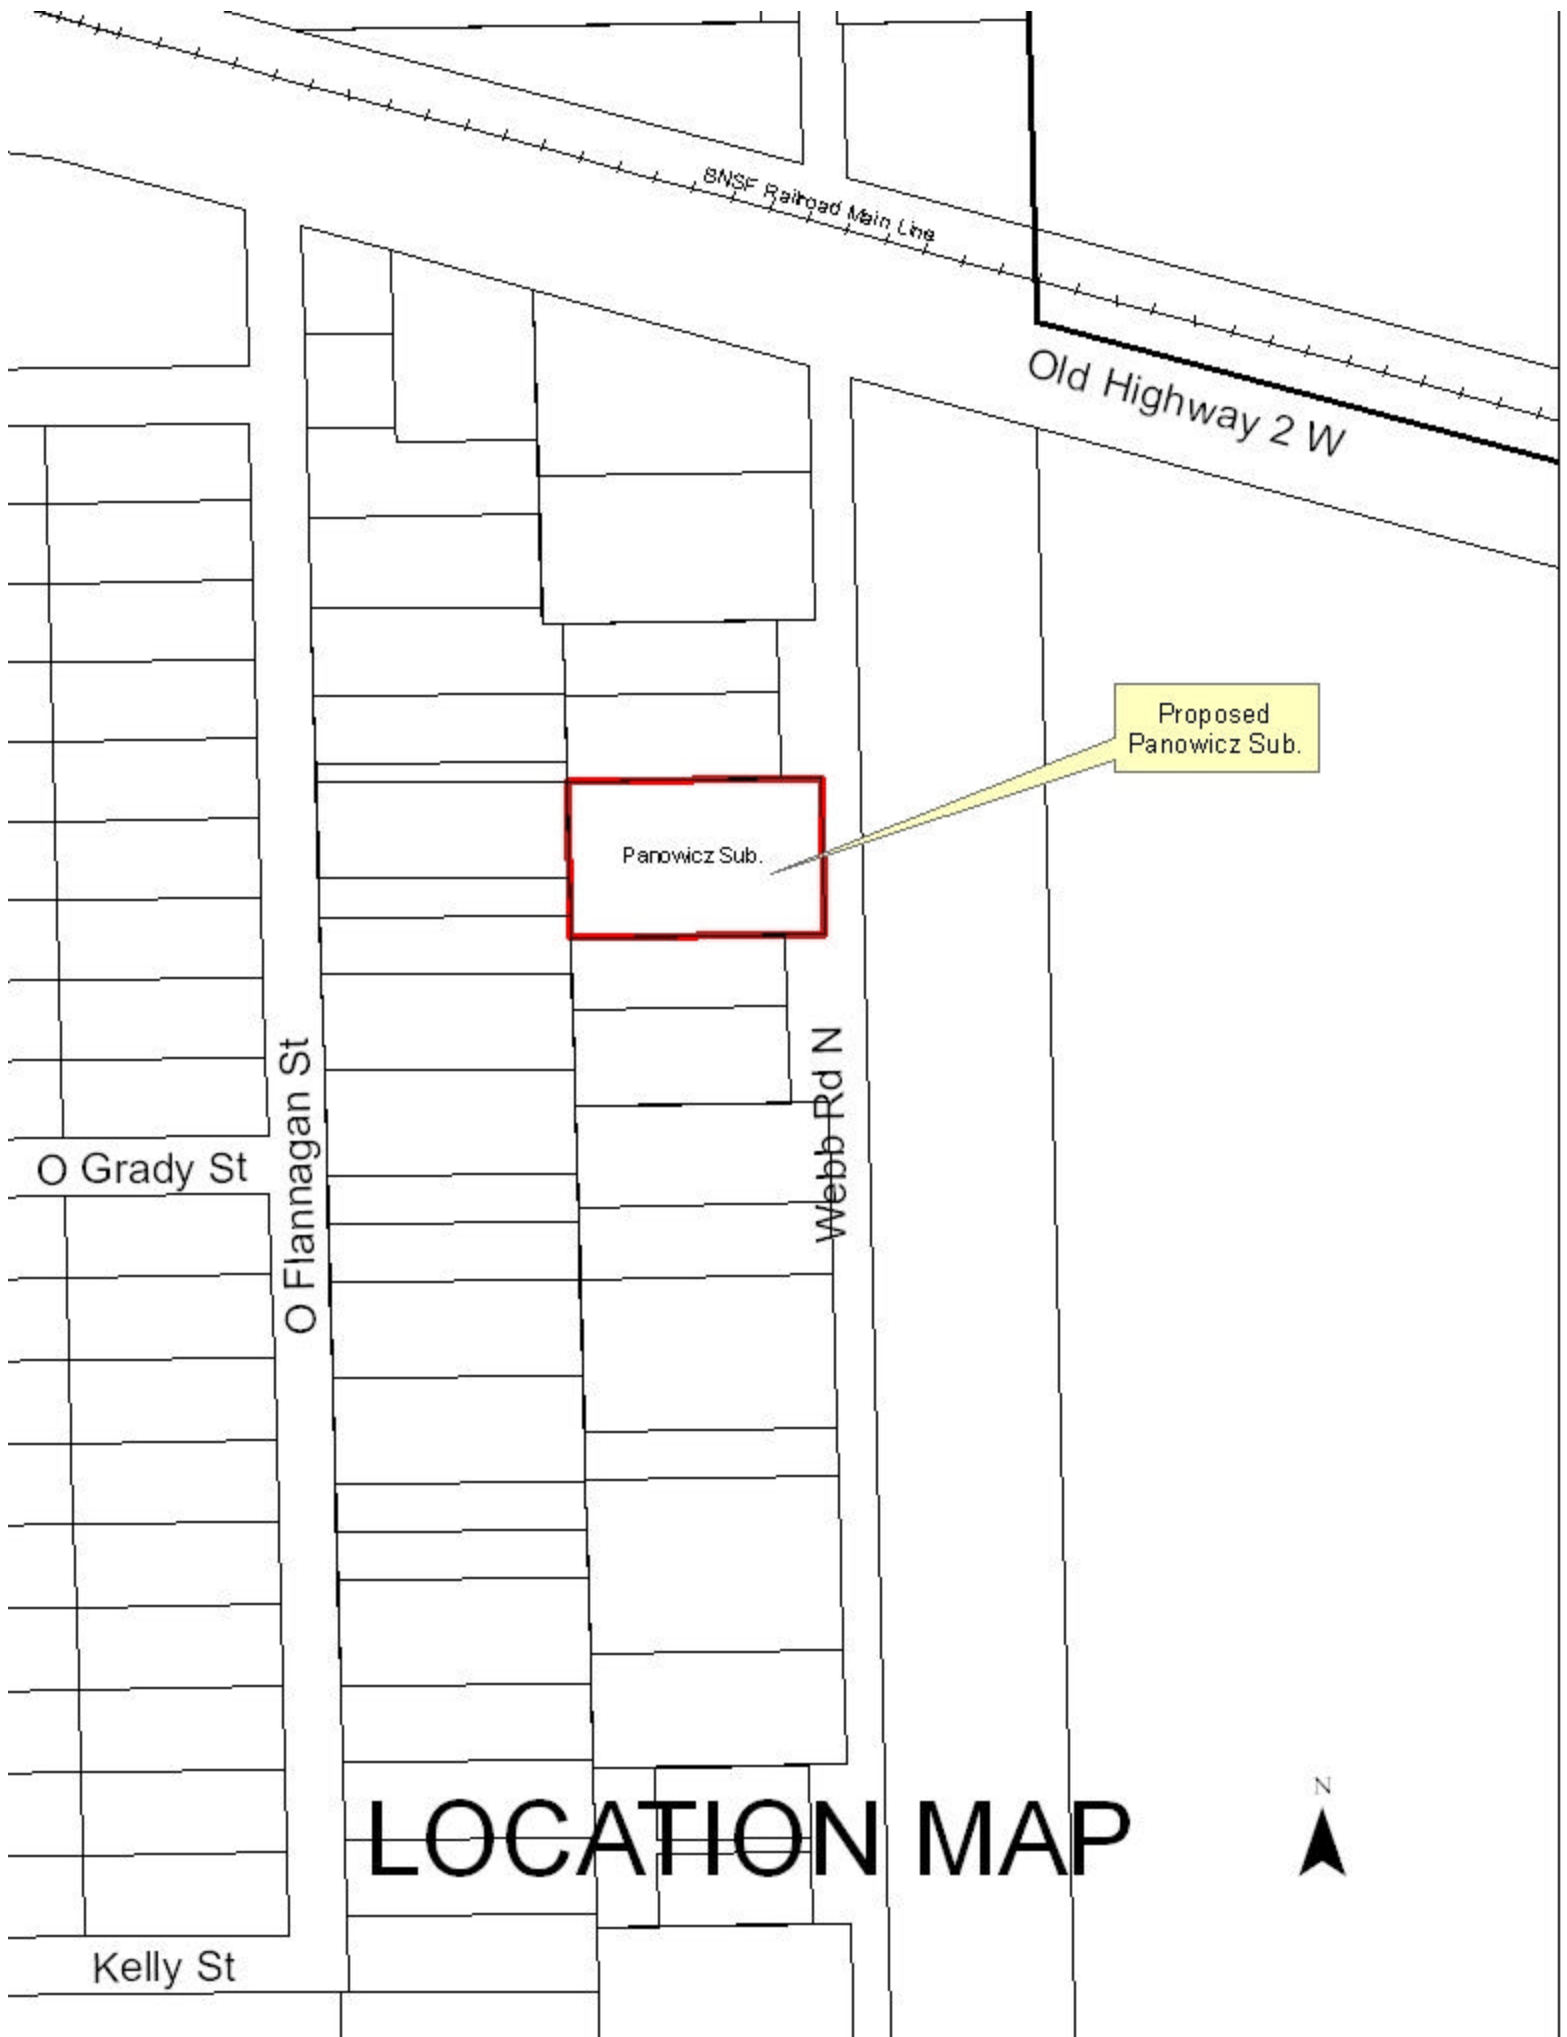 BNSF Railroad Main Line
Old Highway 2 W
Proposed
Panowicz Sub.
Panowicz Sub.
Webb Rd N
O Flannagan St
O Grady St
N
LOCATION MAP
Kelly St